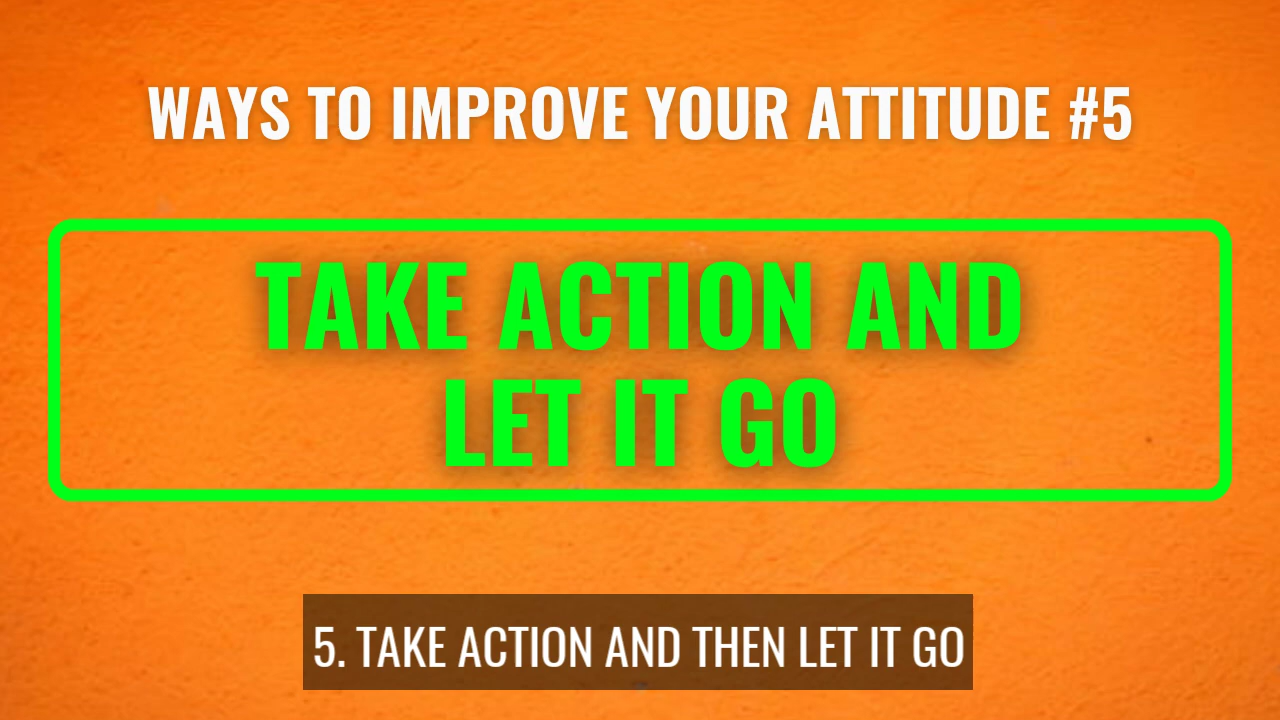 WAYS TO IMPROVE YOUR ATTITUDE #5
TAKE ACTION AND
LET IT GO
5. TAKE ACTION AND THEN LET IT GO